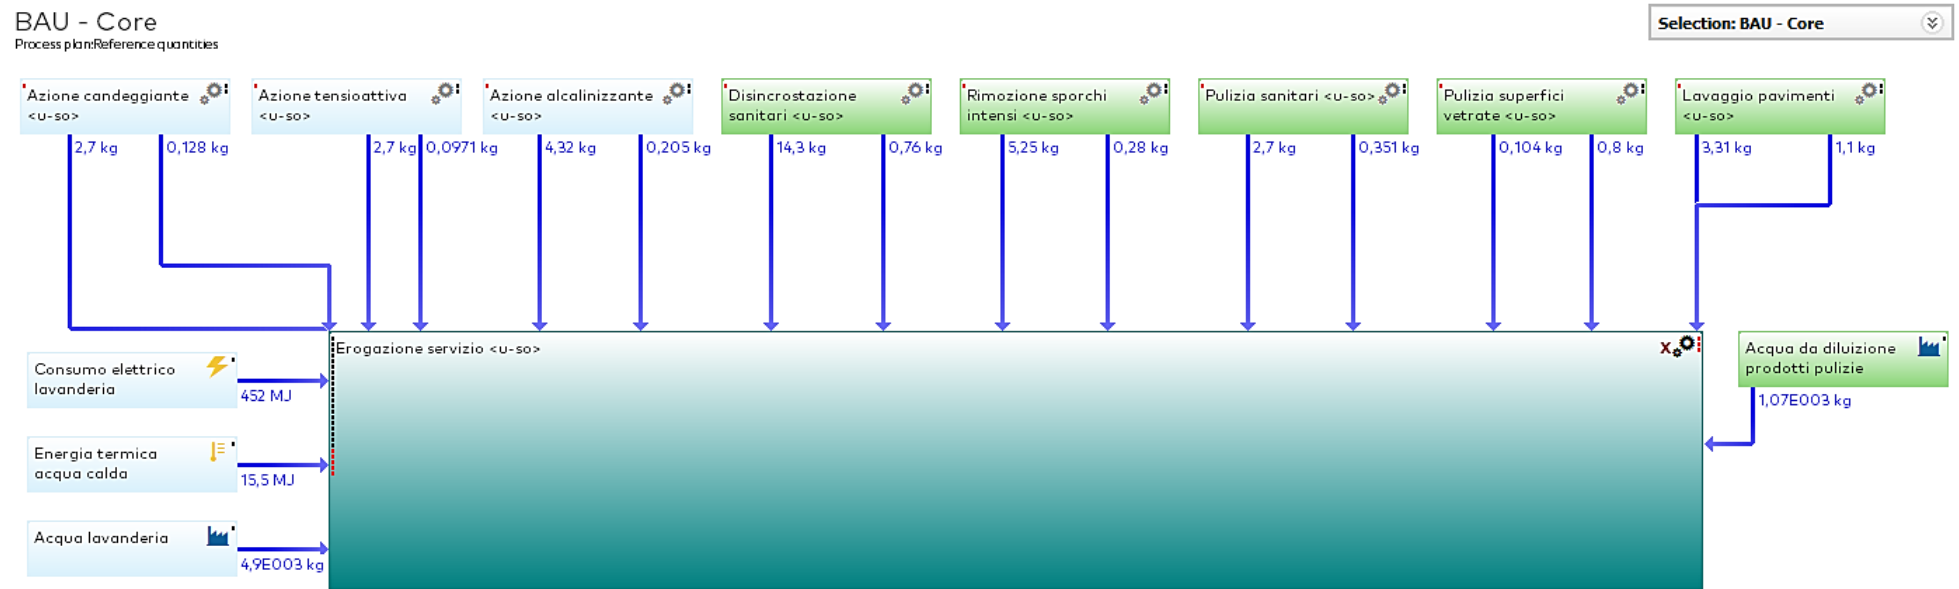 BAU - Core
Process plan:Reference quantities
Selection: BAU - Core
Azione candeggiante
<u-so>
Azione tensioattiva
<u-so>
Azione alcalinizzante
<u-so>
Disincrostazione
sanitari <u-so>
Rimozione sporchi
intensi <u-so>
Pulizia sanitari <u-so>
Pulizia superfici
vetrate <u-so>
Lavaggio pavimenti
<u-so>
2,7 kg
0,128 kg
2,7 kg
0,0971 kg
4,32 kg
0,205 kg
14,3 kg
0,76 kg
5,25 kg
0,28 kg
2,7 kg
0,351 kg
0,104 kg
0,8 kg
3,31 kg
1,1 kg
Erogazione servizio <u-so>
X
Consumo elettrico
lavanderia
452 MJ
Energia termica
acqua calda
15,5 MJ
Acqua lavanderia
4,9E003 kg
Acqua da diluizione
prodotti pulizie
1,07E003 kg